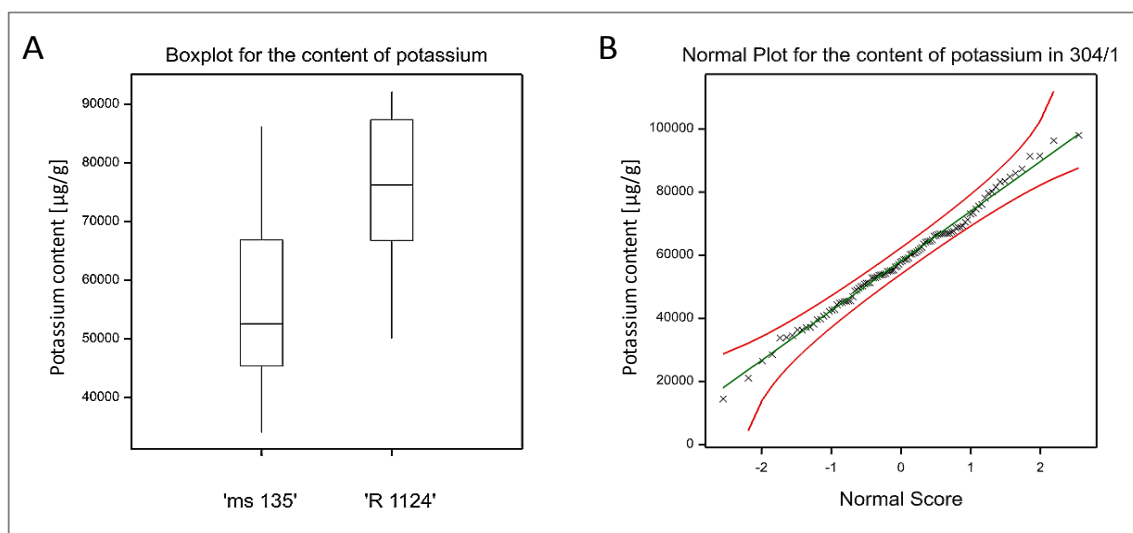 A
Boxplot for the content of potassium
Potassium content [µg/g]
90000
80000
70000
60000
50000
40000
'ms 135'
'R 1124'
B
Normal Plot for the content of potassium in 304/1
Potassium content [µg/g]
100000
80000
60000
40000
20000
0
-2
-1
0
1
2
Normal Score